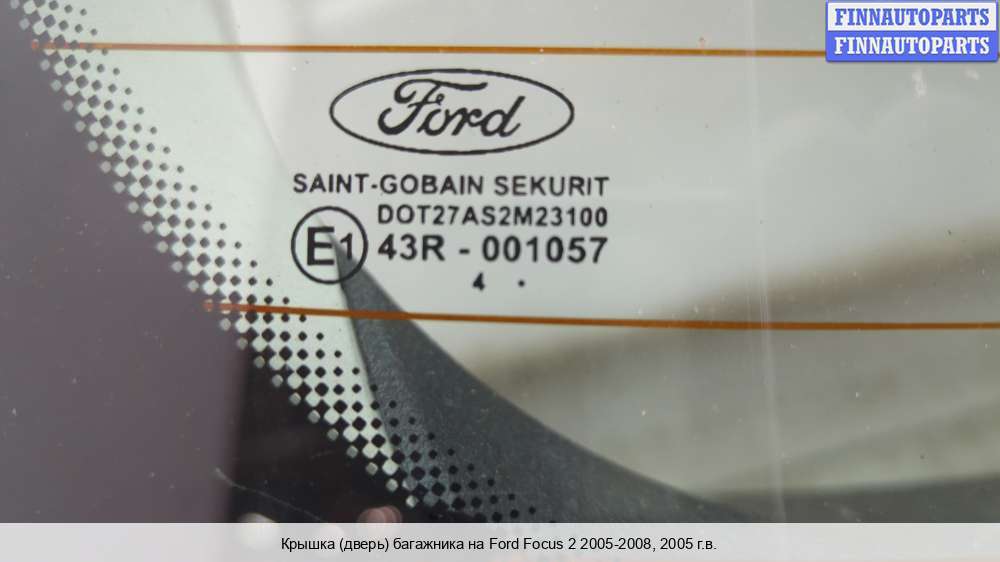 FINNAUTOPARTS
FINNAUTOPARTS
Ford
SAINT-GOBAIN SEKURIT
DOT27AS2M23100
E1 43R - 001057
4 .
Крышка (дверь) багажника на Ford Focus 2 2005-2008, 2005 г.в.